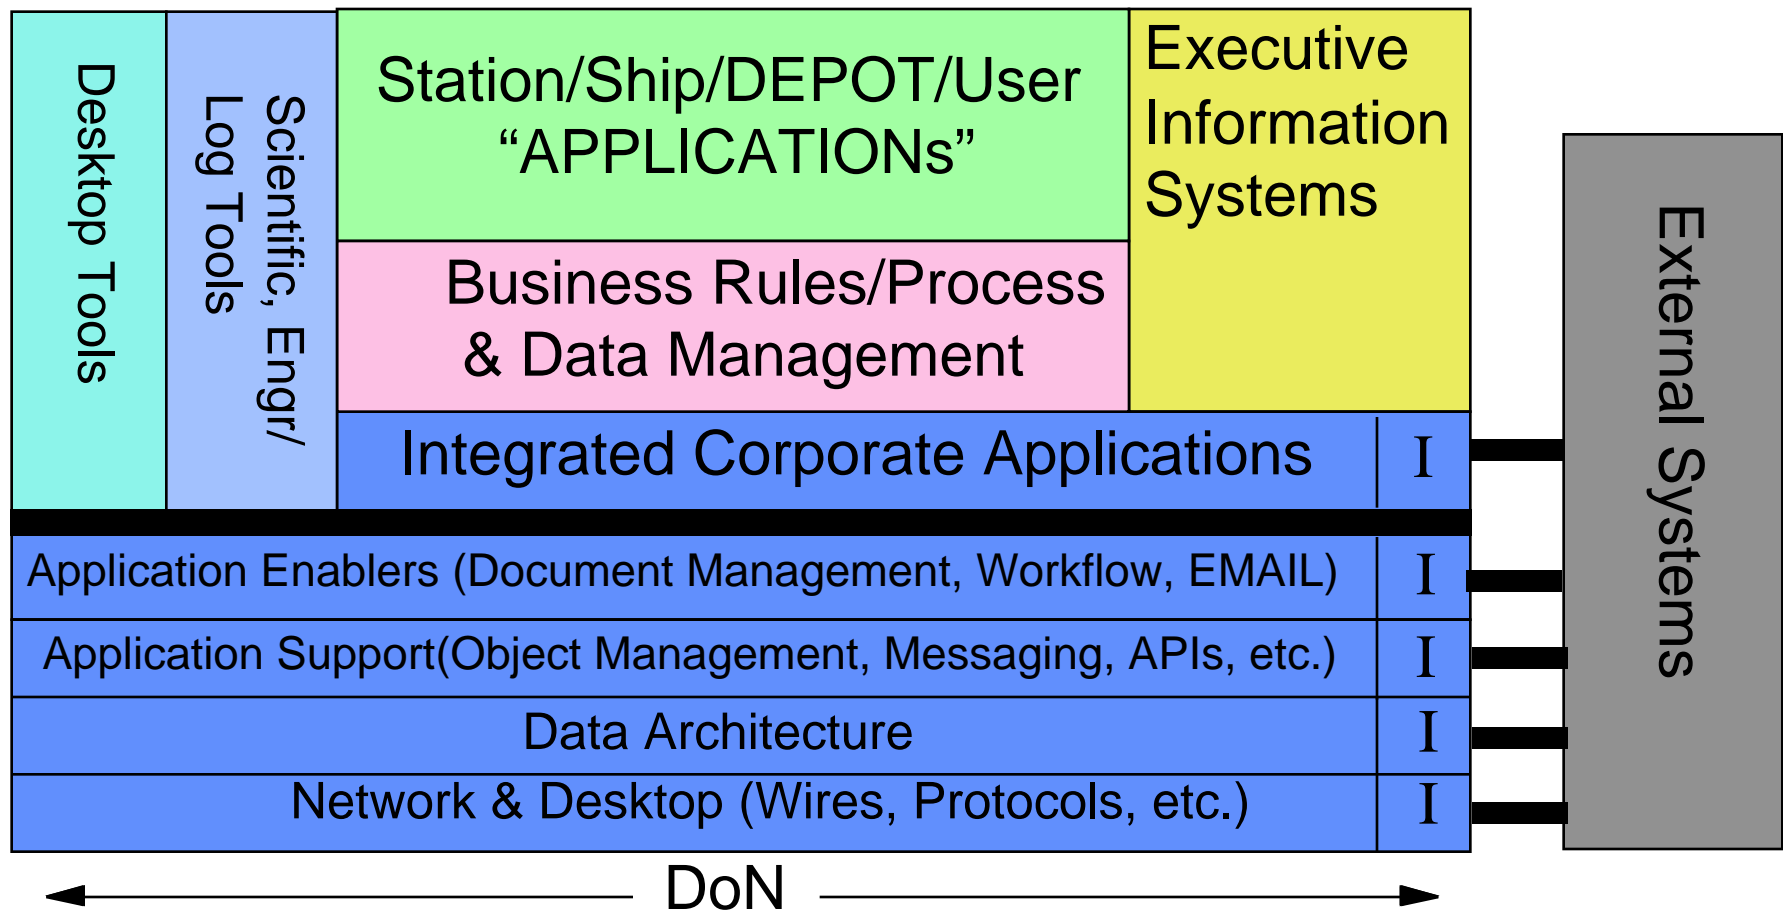 Desktop Tools
Scientific, Engr/
Log Tools
Station/Ship/DEPOT/User
“APPLICATIONs”
Executive
Information
Systems
Business Rules/Process
& Data Management
Integrated Corporate Applications
I
Application Enablers (Document Management, Workflow, EMAIL)
I
Application Support(Object Management, Messaging, APIs, etc.)
I
Data Architecture
I
Network & Desktop (Wires, Protocols, etc.)
I
External Systems
DoN